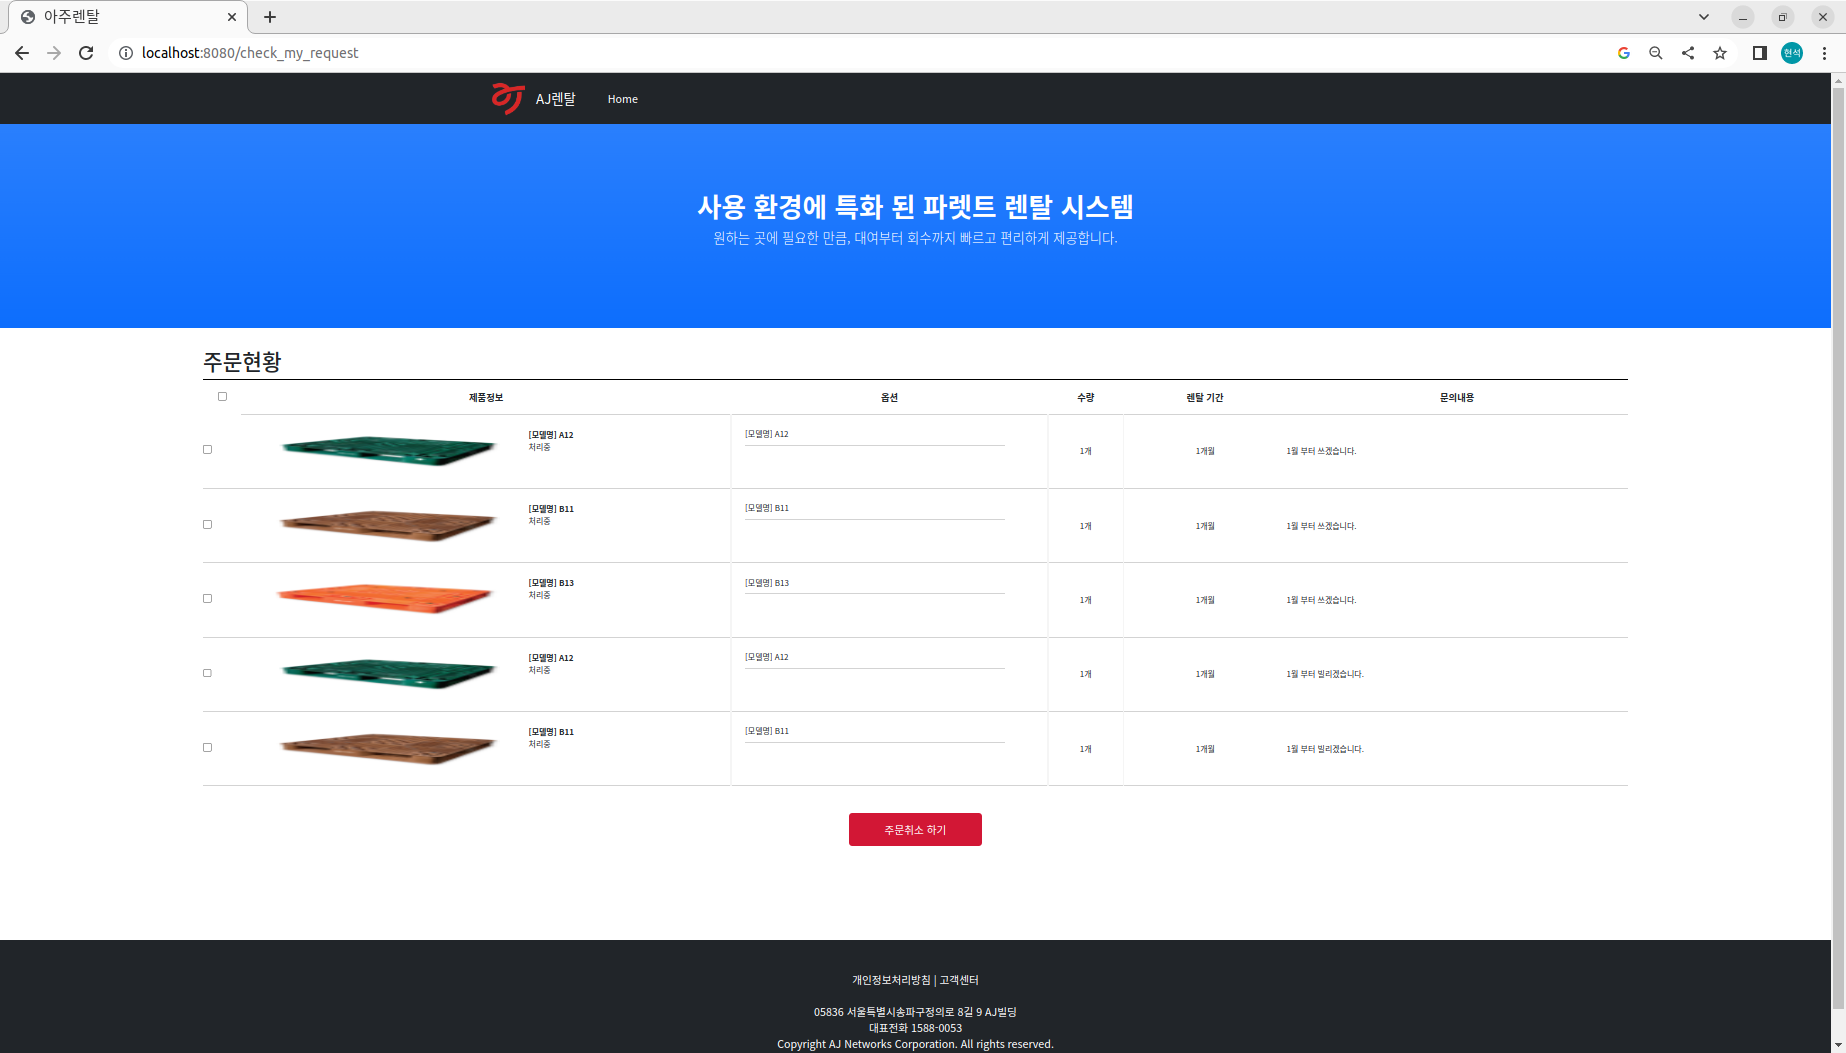 아주렌탈
localhost:8080/check_my_request
현석
AJ렌탈 Home
사용 환경에 특화 된 파렛트 렌탈 시스템
원하는 곳에 필요한 만큼, 대여부터 회수까지 빠르고 편리하게 제공합니다.
주문현황
제품정보 옵션 수량 렌탈 기간 문의내용
[모델명] A12 [모델명] A12
처리중
1개 1개월 1월 부터 쓰겠습니다.
[모델명] B11 [모델명] B11
처리중
1개 1개월 1월 부터 쓰겠습니다.
[모델명] B13 [모델명] B13
처리중
1개 1개월 1월 부터 쓰겠습니다.
[모델명] A12 [모델명] A12
처리중
1개 1개월 1월 부터 빌리겠습니다.
[모델명] B11 [모델명] B11
처리중
1개 1개월 1월 부터 빌리겠습니다.
주문취소 하기
개인정보처리방침 | 고객센터
05836 서울특별시송파구정의로 8길 9 AJ빌딩
대표전화 1588-0053
Copyright AJ Networks Corporation. All rights reserved.